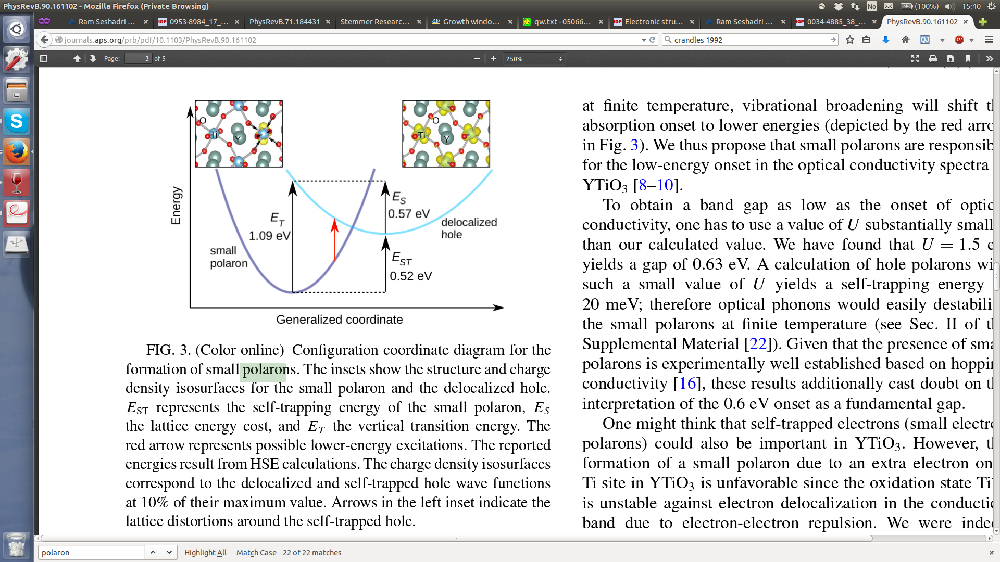 PhysRevB.90.161102 - Mozilla Firefox (Private Browsing)
No
(100%)
15:40
Ram Seshadri ...
IOP 0953-8984_17_...
PhysRevB.71.184431
Stemmer Researc...
Growth windo...
qw.txt - 05066...
IOP Electronic stru...
Ram Seshadri ...
IOP 0034-4885_38_...
PhysRevB.90.161102
journals.aps.org/prb/pdf/10.1103/PhysRevB.90.161102
crandles 1992
QJ
ABP
Page: 3 of 5
250%
O
Ti
Y
O
Ti
Y
Energy
E_T
1.09 eV
E_S
0.57 eV
delocalized
hole
small
polaron
E_ST
0.52 eV
Generalized coordinate
FIG. 3. (Color online) Configuration coordinate diagram for the
formation of small polarons. The insets show the structure and charge
density isosurfaces for the small polaron and the delocalized hole.
E_ST represents the self-trapping energy of the small polaron, E_S
the lattice energy cost, and E_T the vertical transition energy. The
red arrow represents possible lower-energy excitations. The reported
energies result from HSE calculations. The charge density isosurfaces
correspond to the delocalized and self-trapped hole wave functions
at 10% of their maximum value. Arrows in the left inset indicate the
lattice distortions around the self-trapped hole.
at finite temperature, vibrational broadening will shift
absorption onset to lower energies (depicted by the red arro
in Fig. 3). We thus propose that small polarons are responsib
for the low-energy onset in the optical conductivity spectra
YTiO₃ [8–10].
To obtain a band gap as low as the onset of optic
conductivity, one has to use a value of U substantially small
than our calculated value. We have found that U = 1.5 e
yields a gap of 0.63 eV. A calculation of hole polarons wi
such a small value of U yields a self-trapping energy
20 meV; therefore optical phonons would easily destabili
the small polarons at finite temperature (see Sec. II of t
Supplemental Material [22]). Given that the presence of sma
polarons is experimentally well established based on hoppin
conductivity [16], these results additionally cast doubt on t
interpretation of the 0.6 eV onset as a fundamental gap.
One might think that self-trapped electrons (small electro
polarons) could also be important in YTiO₃. However, t
formation of a small polaron due to an extra electron on
Ti site in YTiO₃ is unfavorable since the oxidation state Ti
is unstable against electron delocalization in the conducti
band due to electron-electron repulsion. We were indee
polaron
Highlight All
Match Case
22 of 22 matches